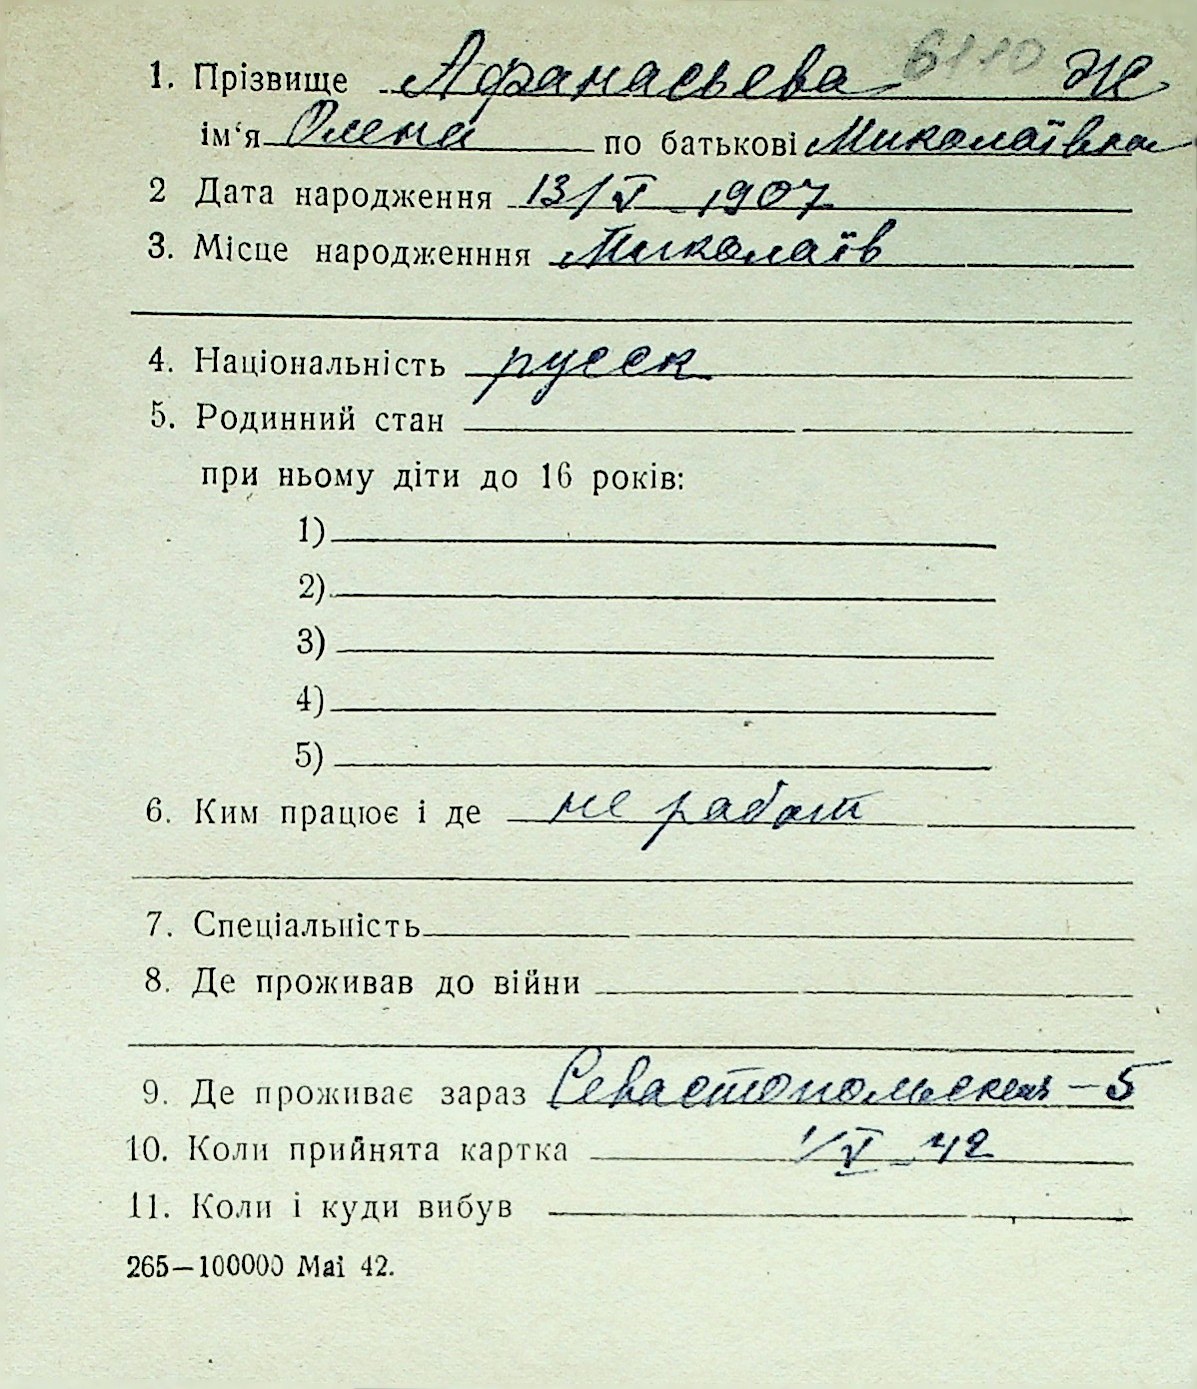 1. Прізвище Афанасьева 6110 Ж
ім‘я Олена по батькові Миколаївна
2 Дата народження 13/V 1907
3. Місце народженння Миколаїв
4. Національність русск
5. Родинний стан
при ньому діти до 16 років:
1)
2)
3)
4)
5)
6. Ким працює і де не работ
7. Спеціальність
8. Де проживав до війни
9. Де проживає зараз Севастопольская – 5
10. Коли прийнята картка 1/V 42
11. Коли і куди вибув
265—100000 Mai 42.